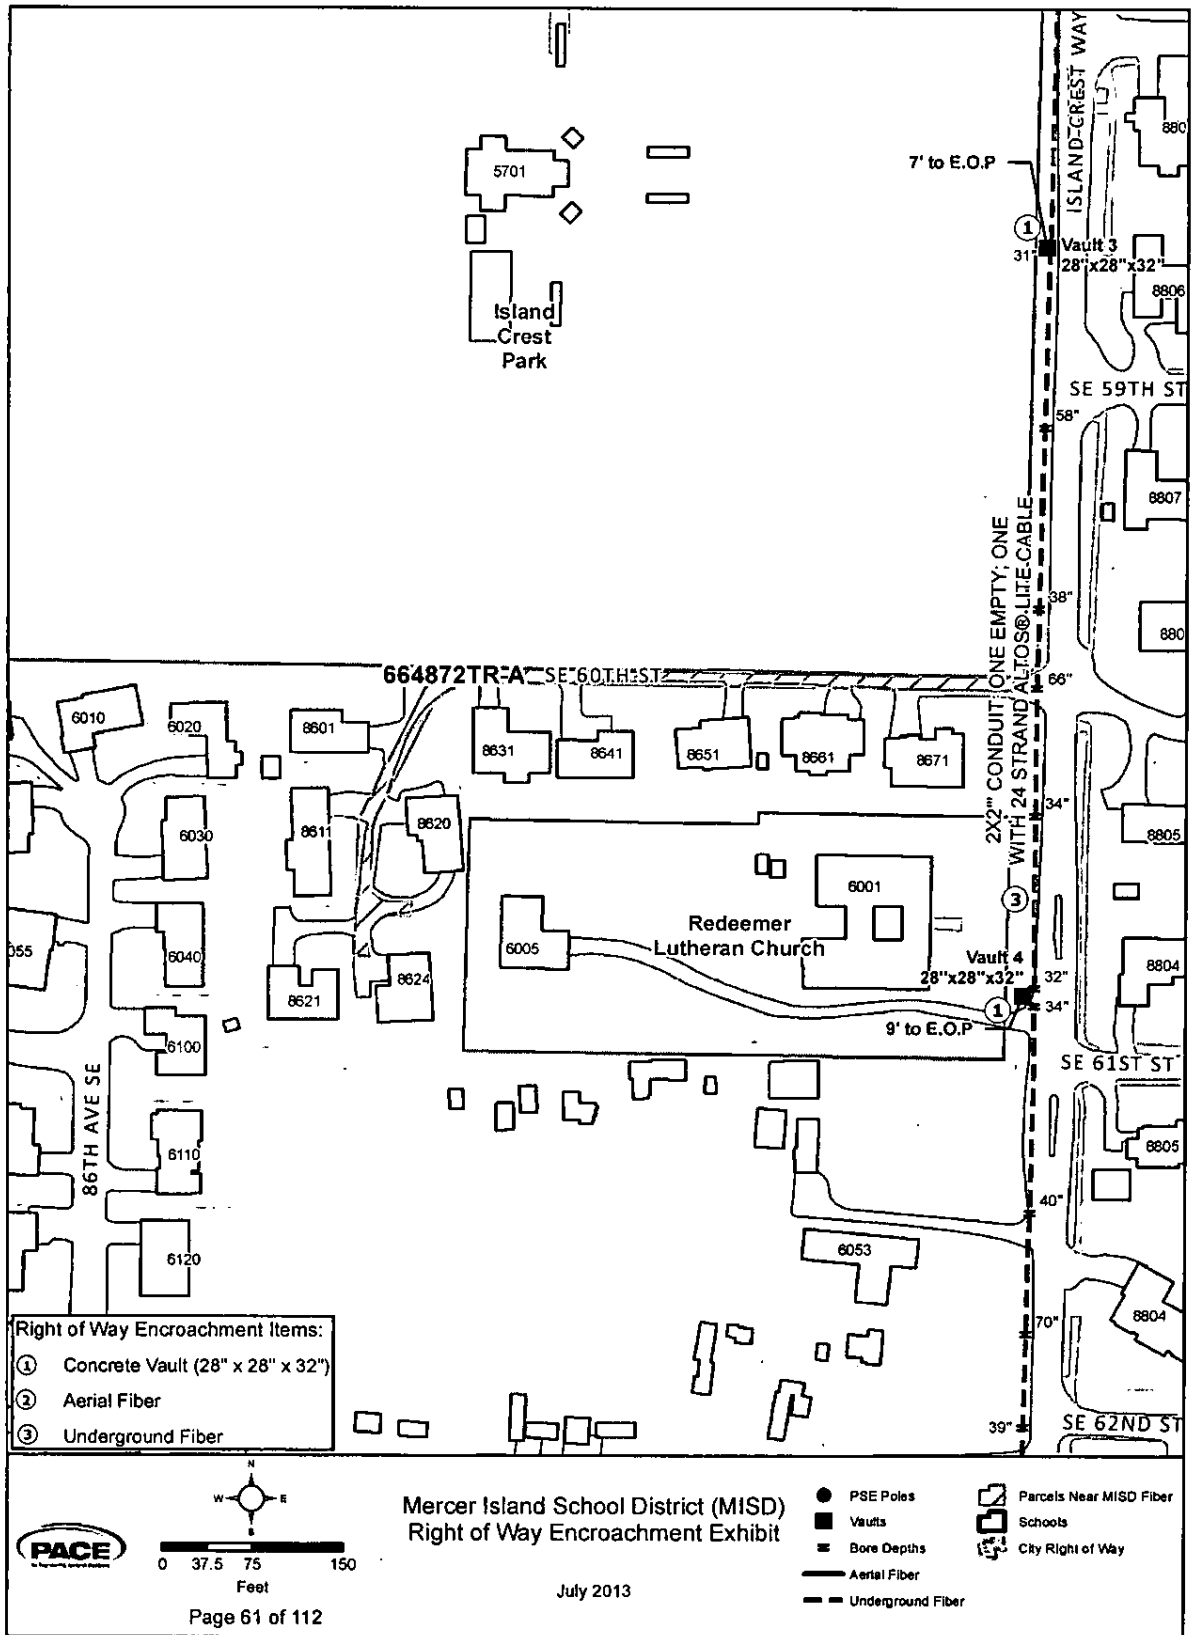 ISLAND CREST WAY
880
5701
7' to E.O.P
1
31"
Vault 3
28"x28"x32"
8806
Island
Crest
Park
SE 59TH ST
58"
8807
2X2" CONDUIT; ONE EMPTY; ONE
WITH 24 STRAND ALTOS® LITE CABLE
38"
880
664872TR-A
SE 60TH ST
66"
6010
6020
8601
8631
8641
8651
8661
8671
34"
6030
8611
8620
8805
6001
3
Redeemer
Lutheran Church
055
6040
6005
8621
8624
Vault 4
28"x28"x32"
32"
34"
8804
1
9' to E.O.P
6100
SE 61ST ST
86TH AVE SE
6110
8805
40"
6120
6053
70"
8804
39"
SE 62ND ST
Right of Way Encroachment Items:
1 Concrete Vault (28" x 28" x 32")
2 Aerial Fiber
3 Underground Fiber
N
W E
S
PACE
0 37.5 75 150
Feet
Page 61 of 112
Mercer Island School District (MISD)
Right of Way Encroachment Exhibit
July 2013
PSE Poles
Vaults
Bore Depths
Aerial Fiber
Underground Fiber
Parcels Near MISD Fiber
Schools
City Right of Way